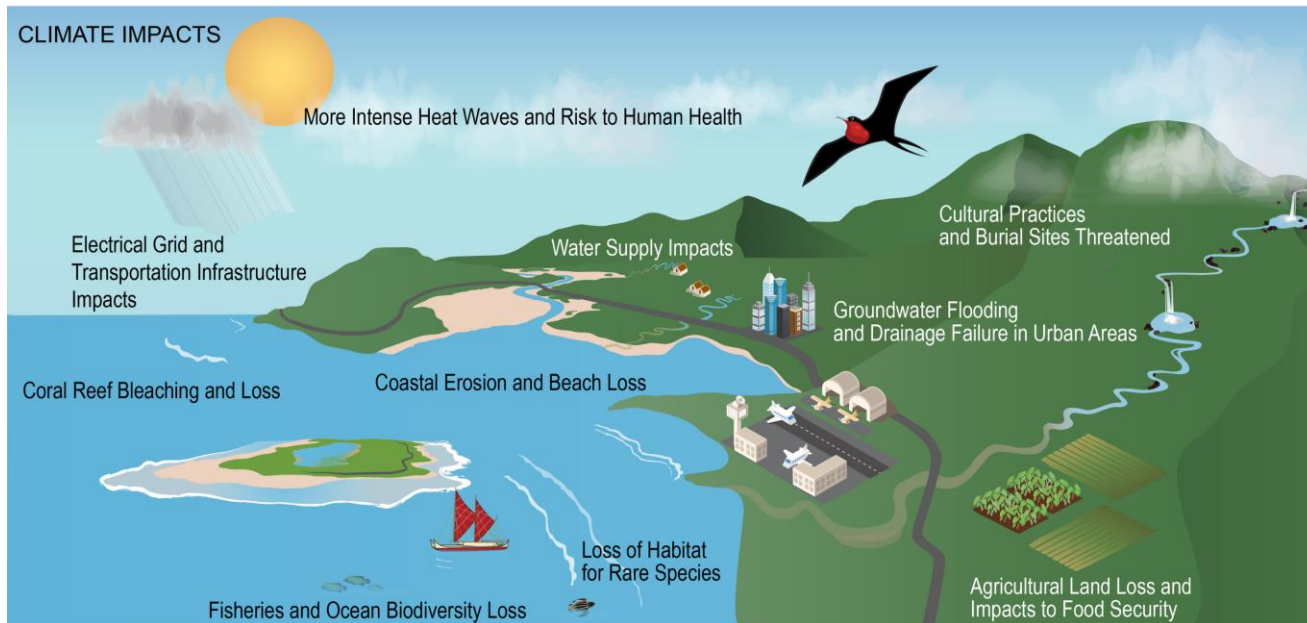 CLIMATE IMPACTS
More Intense Heat Waves and Risk to Human Health
Cultural Practices
and Burial Sites Threatened
Electrical Grid and
Transportation Infrastructure
Impacts
Water Supply Impacts
Groundwater Flooding
and Drainage Failure in Urban Areas
Coral Reef Bleaching and Loss
Coastal Erosion and Beach Loss
Loss of Habitat
for Rare Species
Fisheries and Ocean Biodiversity Loss
Agricultural Land Loss and
Impacts to Food Security